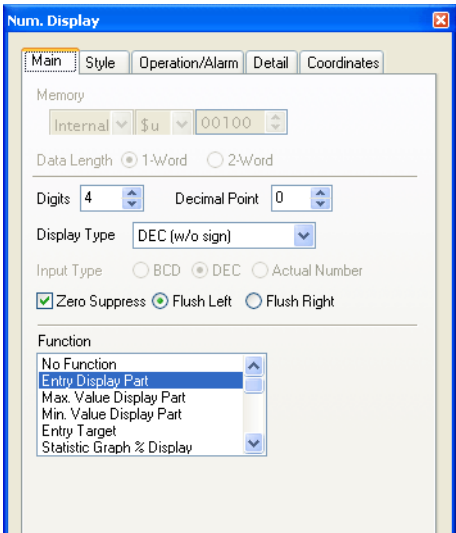 Num. Display
Main Style Operation/Alarm Detail Coordinates
Memory
Internal $u 00100
Data Length 1-Word 2-Word
Digits 4 Decimal Point 0
Display Type DEC (w/o sign)
Input Type BCD DEC Actual Number
Zero Suppress Flush Left Flush Right
Function
No Function
Entry Display Part
Max. Value Display Part
Min. Value Display Part
Entry Target
Statistic Graph % Display